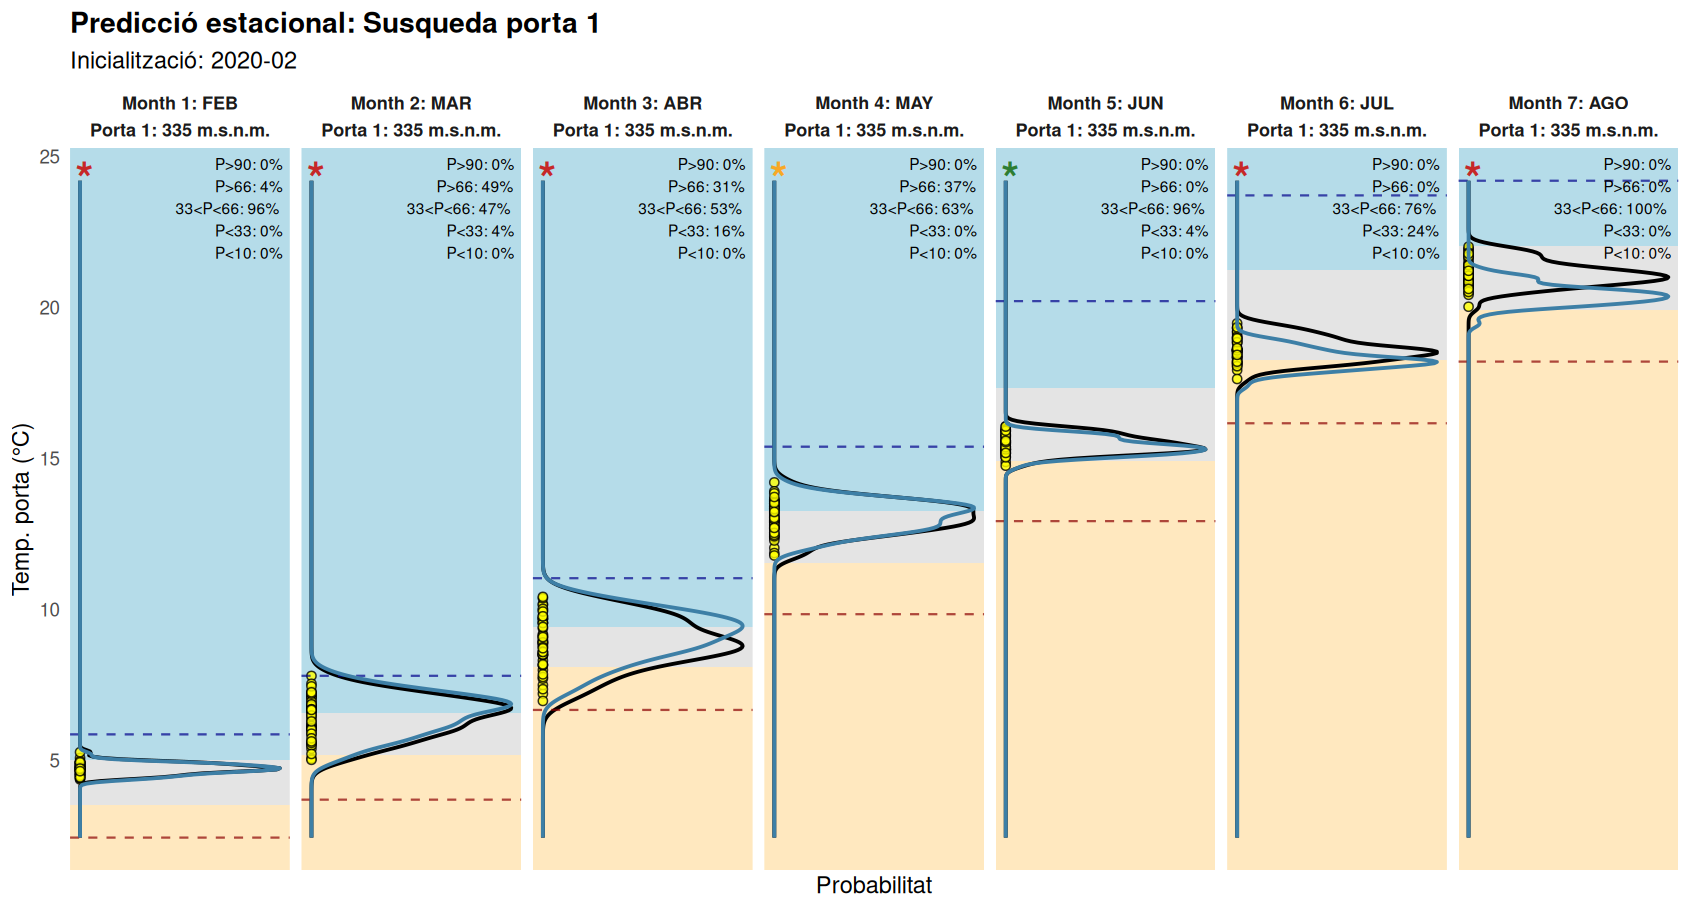 Predicció estacional: Susqueda porta 1
Inicialització: 2020-02
Month 1: FEB
Porta 1: 335 m.s.n.m.
Month 2: MAR
Porta 1: 335 m.s.n.m.
Month 3: ABR
Porta 1: 335 m.s.n.m.
Month 4: MAY
Porta 1: 335 m.s.n.m.
Month 5: JUN
Porta 1: 335 m.s.n.m.
Month 6: JUL
Porta 1: 335 m.s.n.m.
Month 7: AGO
Porta 1: 335 m.s.n.m.
Temp. porta (°C)
25
20
15
10
5
*
P>90: 0%
P>66: 4%
33<P<66: 96%
P<33: 0%
P<10: 0%
*
P>90: 0%
P>66: 49%
33<P<66: 47%
P<33: 4%
P<10: 0%
*
P>90: 0%
P>66: 31%
33<P<66: 53%
P<33: 16%
P<10: 0%
*
P>90: 0%
P>66: 37%
33<P<66: 63%
P<33: 0%
P<10: 0%
*
P>90: 0%
P>66: 0%
33<P<66: 96%
P<33: 4%
P<10: 0%
*
P>90: 0%
P>66: 0%
33<P<66: 76%
P<33: 24%
P<10: 0%
*
P>90: 0%
P>66: 0%
33<P<66: 100%
P<33: 0%
P<10: 0%
Probabilitat